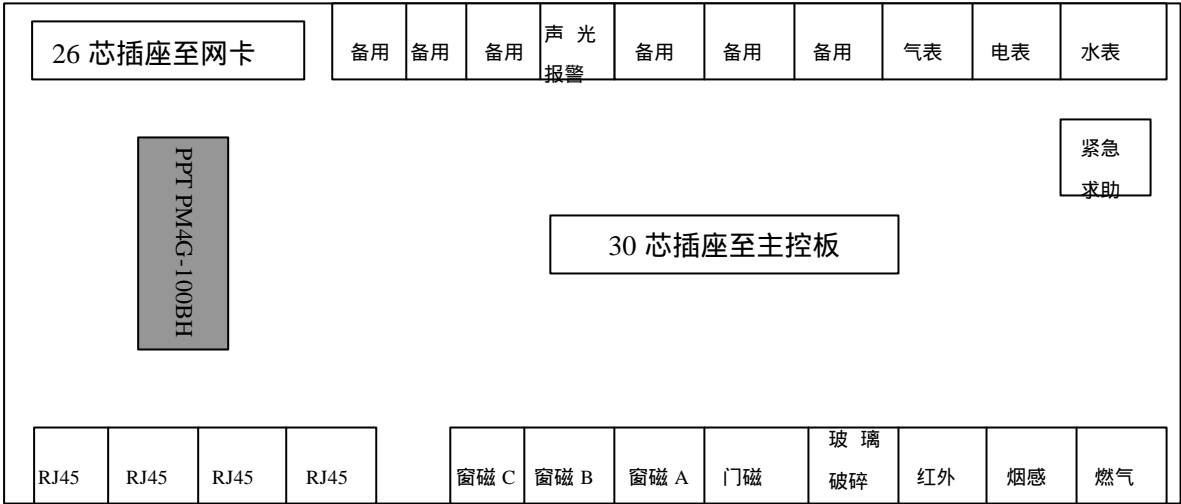 26 芯插座至网卡
备用
备用
备用
声 光
报警
备用
备用
备用
气表
电表
水表
紧急
求助
PPT PM4G-100BH
30 芯插座至主控板
RJ45
RJ45
RJ45
RJ45
窗磁 C
窗磁 B
窗磁 A
门磁
玻 璃
破碎
红外
烟感
燃气